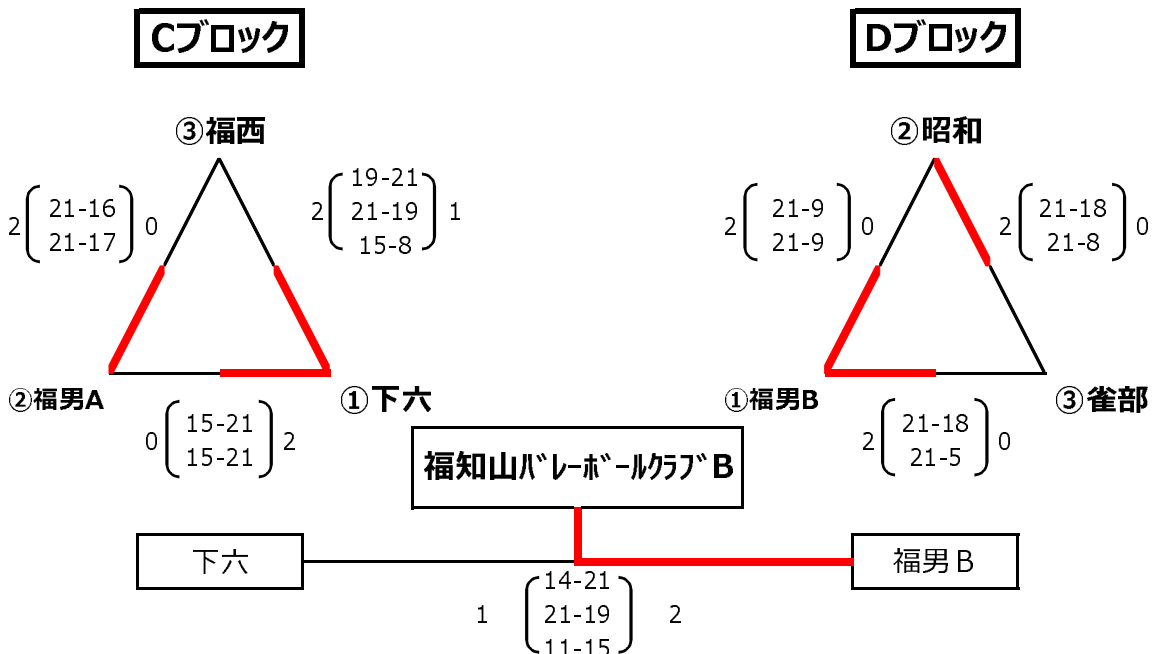 Cブロック
Dブロック
③福西
②昭和
2 21-16 0
21-17
19-21
2 21-19 1
15-8
2 21-9 0
21-9
2 21-18 0
21-8
②福男A
①下六
①福男B
③雀部
0 15-21 2
15-21
2 21-18 0
21-5
福知山ﾊﾞﾚｰﾎﾞｰﾙｸﾗﾌﾞB
下六
福男B
14-21
1 21-19 2
11-15